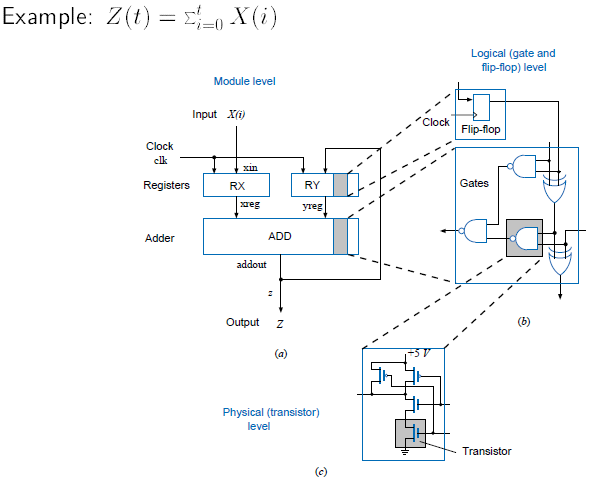 Example: Z(t) = Σ^t_{i=0} X(i)
Logical (gate and
flip-flop) level
Module level
Input X(i)
Clock
Flip-flop
Clock
clk
xin
Registers
RX
RY
Gates
xreg
yreg
Adder
ADD
addout
z
Output Z
(a)
(b)
+5 V
Physical (transistor)
level
Transistor
(c)